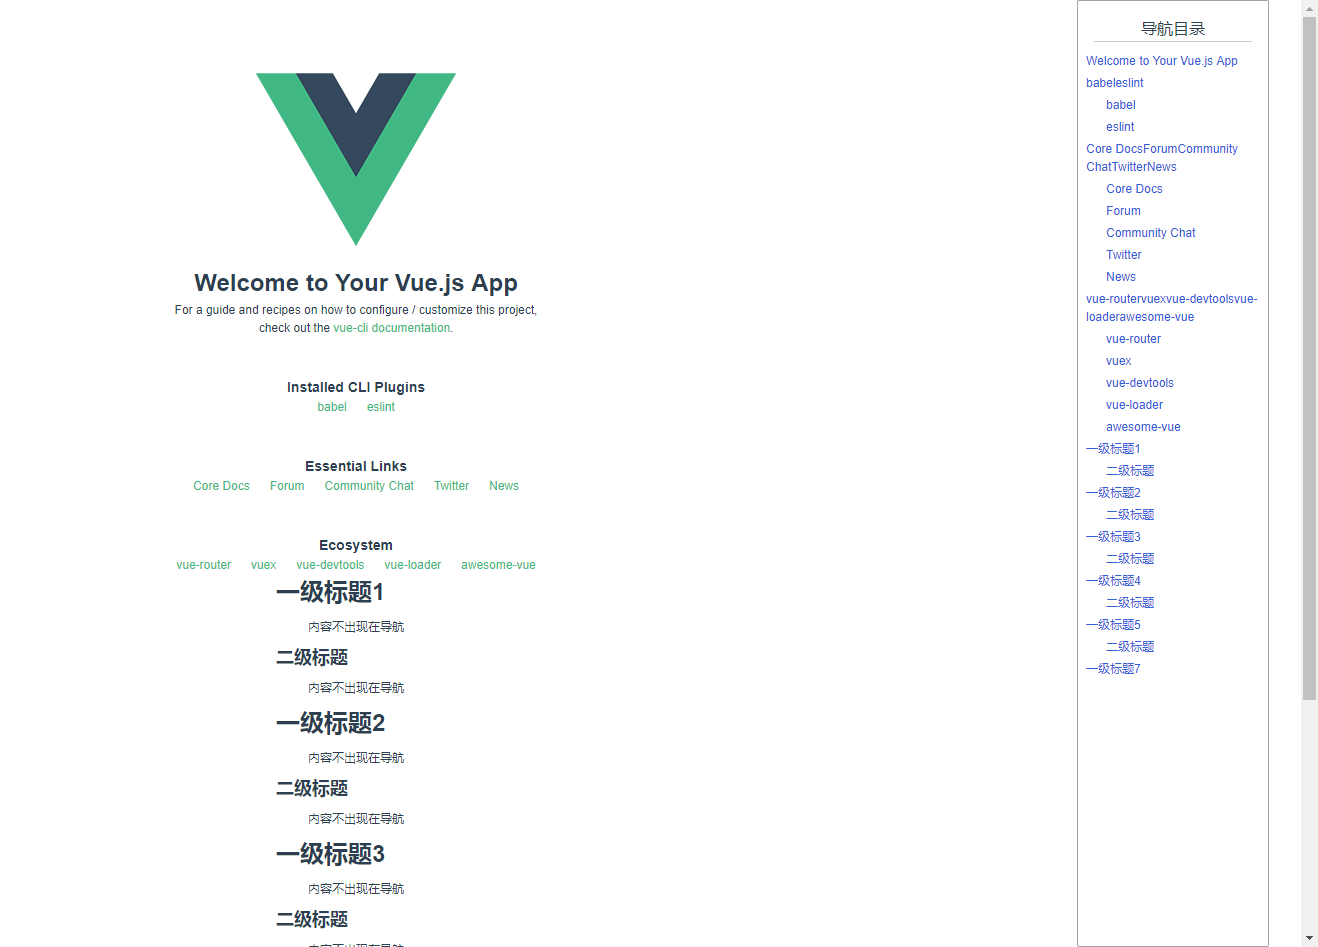 Welcome to Your Vue.js App
For a guide and recipes on how to configure / customize this project,
check out the vue-cli documentation.
Installed CLI Plugins
babel eslint
Essential Links
Core Docs Forum Community Chat Twitter News
Ecosystem
vue-router vuex vue-devtools vue-loader awesome-vue
一级标题1
内容不出现在导航
二级标题
内容不出现在导航
一级标题2
内容不出现在导航
二级标题
内容不出现在导航
一级标题3
内容不出现在导航
二级标题
导航目录
Welcome to Your Vue.js App
babeleslint
babel
eslint
Core DocsForumCommunity
ChatTwitterNews
Core Docs
Forum
Community Chat
Twitter
News
vue-routervuexvue-devtoolsvue-
loaderawesome-vue
vue-router
vuex
vue-devtools
vue-loader
awesome-vue
一级标题1
二级标题
一级标题2
二级标题
一级标题3
二级标题
一级标题4
二级标题
一级标题5
二级标题
一级标题7